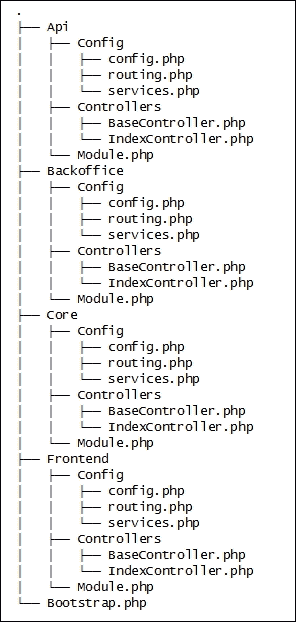 .
├── Api
│   ├── Config
│   │   ├── config.php
│   │   ├── routing.php
│   │   └── services.php
│   ├── Controllers
│   │   ├── BaseController.php
│   │   └── IndexController.php
│   └── Module.php
├── Backoffice
│   ├── Config
│   │   ├── config.php
│   │   ├── routing.php
│   │   └── services.php
│   ├── Controllers
│   │   ├── BaseController.php
│   │   └── IndexController.php
│   └── Module.php
├── Core
│   ├── Config
│   │   ├── config.php
│   │   ├── routing.php
│   │   └── services.php
│   ├── Controllers
│   │   ├── BaseController.php
│   │   └── IndexController.php
│   └── Module.php
├── Frontend
│   ├── Config
│   │   ├── config.php
│   │   ├── routing.php
│   │   └── services.php
│   ├── Controllers
│   │   ├── BaseController.php
│   │   └── IndexController.php
│   └── Module.php
└── Bootstrap.php